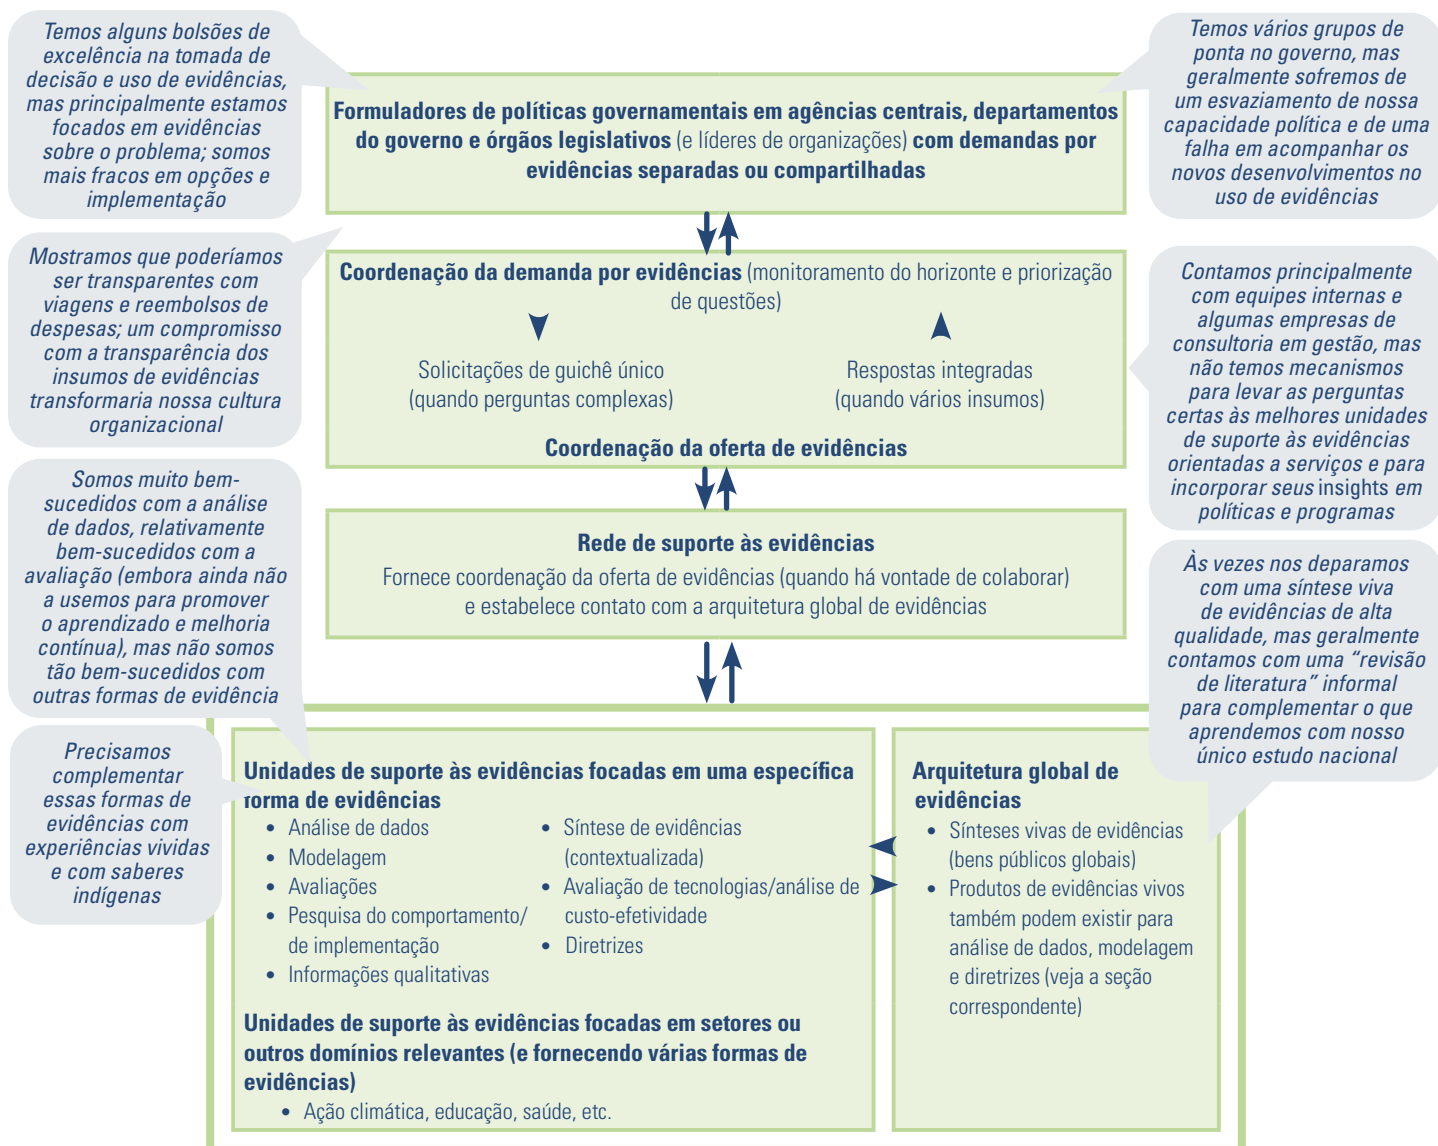 Temos alguns bolsões de
excelência na tomada de
decisão e uso de evidências,
mas principalmente estamos
focados em evidências
sobre o problema; somos
mais fracos em opções e
implementação
Temos vários grupos de
ponta no governo, mas
geralmente sofremos de
um esvaziamento de nossa
capacidade política e de uma
falha em acompanhar os
novos desenvolvimentos no
uso de evidências
Formuladores de políticas governamentais em agências centrais, departamentos
do governo e órgãos legislativos (e líderes de organizações) com demandas por
evidências separadas ou compartilhadas
Mostramos que poderíamos
ser transparentes com
viagens e reembolsos de
despesas; um compromisso
com a transparência dos
insumos de evidências
transformaria nossa cultura
organizacional
Coordenação da demanda por evidências (monitoramento do horizonte e priorização
de questões)
Solicitações de guichê único
(quando perguntas complexas)
Respostas integradas
(quando vários insumos)
Coordenação da oferta de evidências
Contamos principalmente
com equipes internas e
algumas empresas de
consultoria em gestão, mas
não temos mecanismos
para levar as perguntas
certas às melhores unidades
de suporte às evidências
orientadas a serviços e para
incorporar seus insights em
políticas e programas
Somos muito bem-
sucedidos com a análise
de dados, relativamente
bem-sucedidos com a
avaliação (embora ainda não
a usemos para promover
o aprendizado e melhoria
contínua), mas não somos
tão bem-sucedidos com
outras formas de evidência
Rede de suporte às evidências
Fornece coordenação da oferta de evidências (quando há vontade de colaborar)
e estabelece contato com a arquitetura global de evidências
Às vezes nos deparamos
com uma síntese viva
de evidências de alta
qualidade, mas geralmente
contamos com uma “revisão
de literatura” informal
para complementar o que
aprendemos com nosso
único estudo nacional
Precisamos
complementar
essas formas de
evidências com
experiências vividas
e com saberes
indígenas
Unidades de suporte às evidências focadas em uma específica
forma de evidências
• Análise de dados
• Modelagem
• Avaliações
• Pesquisa do comportamento/
de implementação
• Informações qualitativas
• Síntese de evidências
(contextualizada)
• Avaliação de tecnologias/análise de
custo-efetividade
• Diretrizes
Unidades de suporte às evidências focadas em setores ou
outros domínios relevantes (e fornecendo várias formas de
evidências)
• Ação climática, educação, saúde, etc.
Arquitetura global de
evidências
• Sínteses vivas de evidências
(bens públicos globais)
• Produtos de evidências vivos
também podem existir para
análise de dados, modelagem
e diretrizes (veja a seção
correspondente)